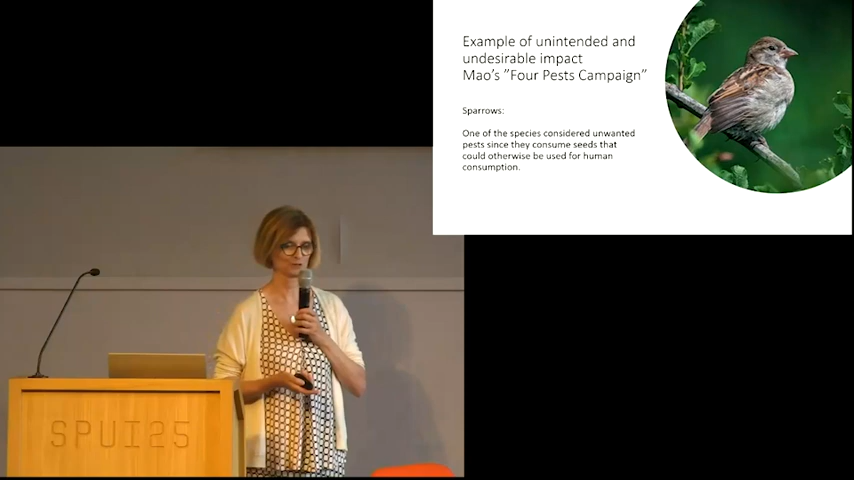 Example of unintended and
undesirable impact
Mao's "Four Pests Campaign"
Sparrows:
One of the species considered unwanted
pests since they consume seeds that
could otherwise be used for human
consumption.
SPUI25